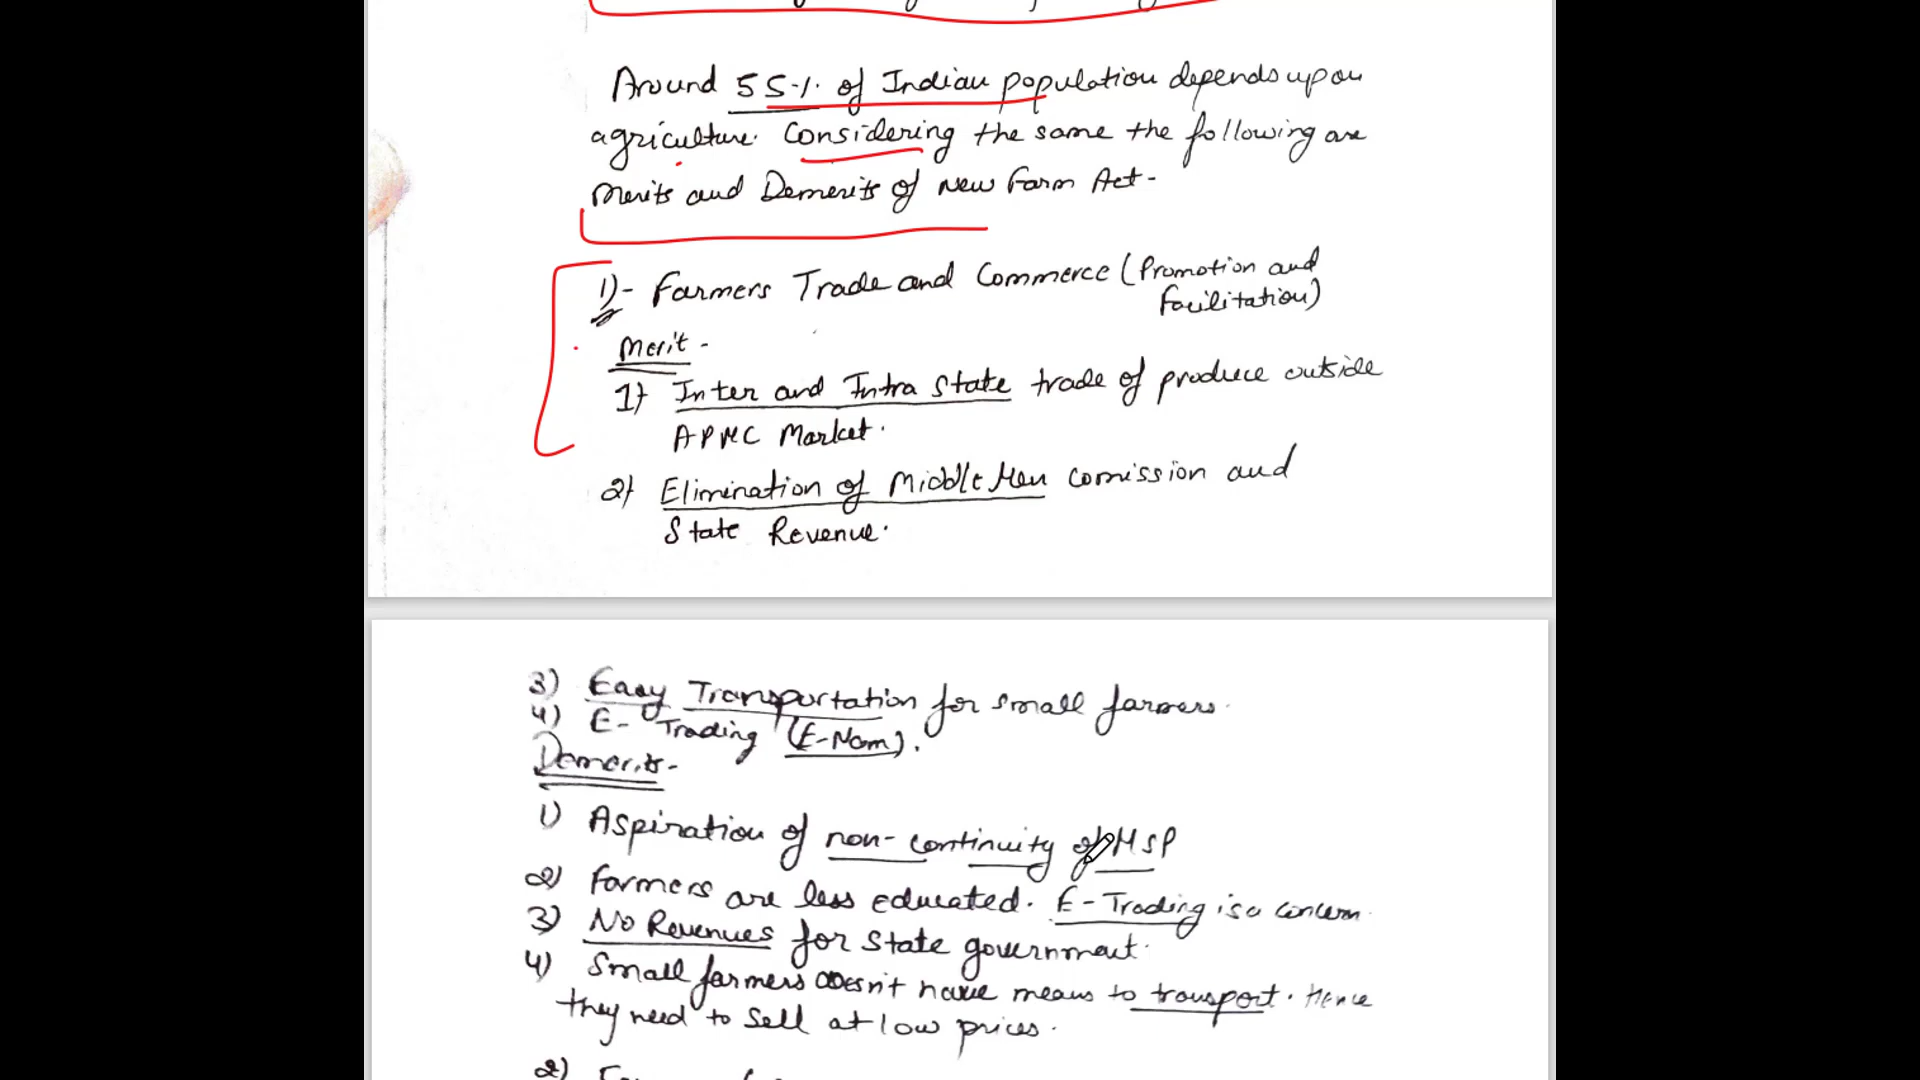 Around 55% of Indian population depends upon
agriculture. Considering the same the following are
Merits and Demerits of New Farm Act-
1)- Farmers Trade and Commerce (Promotion and
Facilitation)
Merit -
1) Inter and Intra State trade of produce outside
APMC Market.
2) Elimination of Middle Men comission and
State Revenue.
3) Easy Transportation for small farmers.
4) E- Trading (E-Nam).
Demerits-
1) Aspiration of non-continuity of MSP
2) Farmers are less educated. E-Trading is a concern.
3) No Revenues for State government.
4) Small farmers doesn't have means to transport. Hence
they need to sell at low prices.
2)